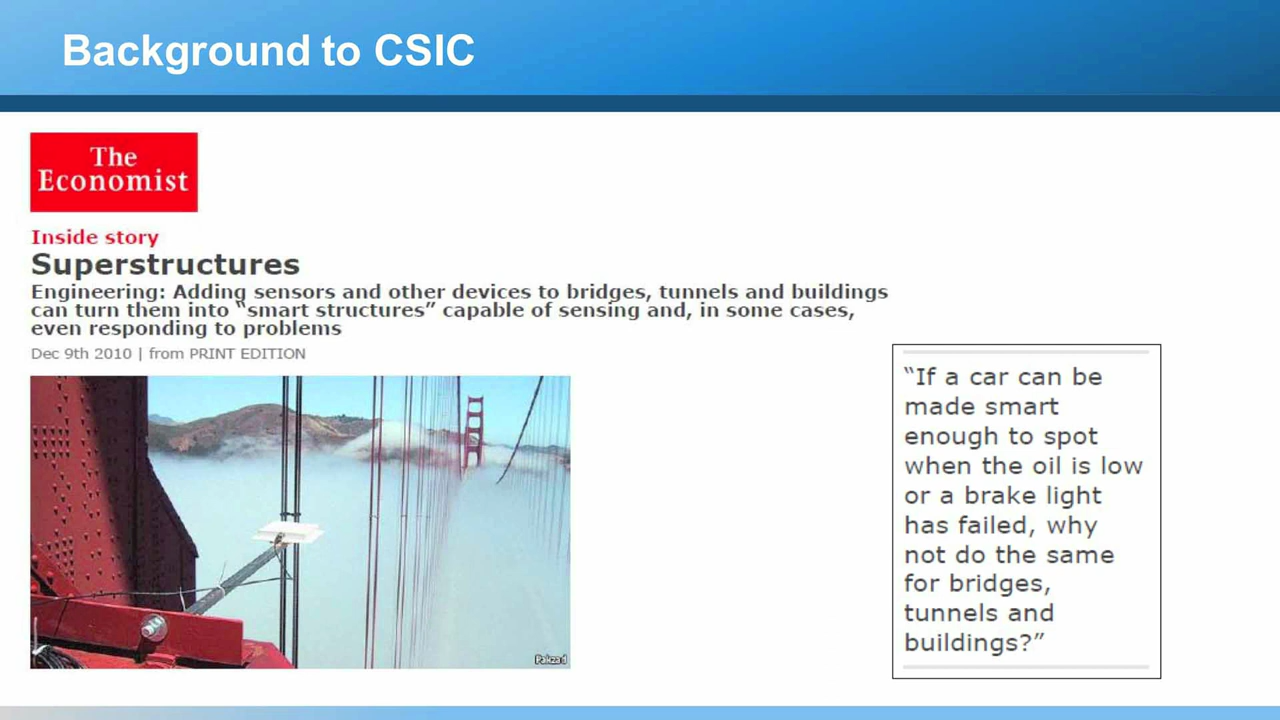 Background to CSIC
The
Economist
Inside story
Superstructures
Engineering: Adding sensors and other devices to bridges, tunnels and buildings
can turn them into “smart structures” capable of sensing and, in some cases,
even responding to problems
Dec 9th 2010 | from PRINT EDITION
“If a car can be
made smart
enough to spot
when the oil is low
or a brake light
has failed, why
not do the same
for bridges,
tunnels and
buildings?”